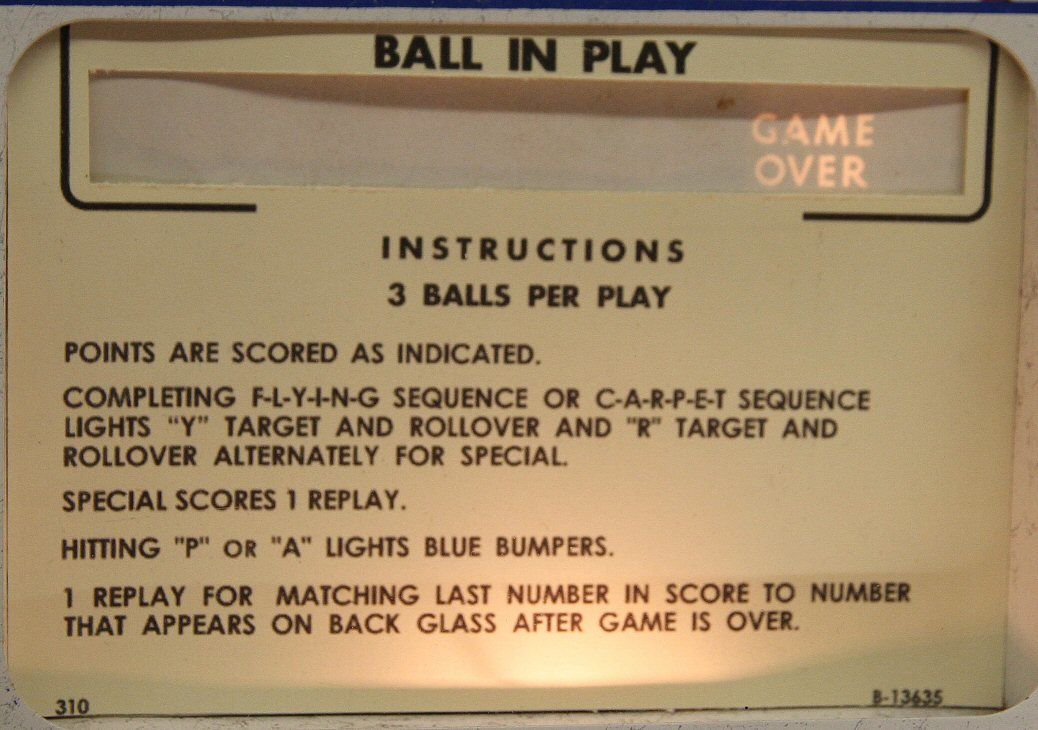 BALL IN PLAY
GAME
OVER
INSTRUCTIONS
3 BALLS PER PLAY
POINTS ARE SCORED AS INDICATED.
COMPLETING F-L-Y-I-N-G SEQUENCE OR C-A-R-P-E-T SEQUENCE
LIGHTS "Y" TARGET AND ROLLOVER AND "R" TARGET AND
ROLLOVER ALTERNATELY FOR SPECIAL.
SPECIAL SCORES 1 REPLAY.
HITTING "P" OR "A" LIGHTS BLUE BUMPERS.
1 REPLAY FOR MATCHING LAST NUMBER IN SCORE TO NUMBER
THAT APPEARS ON BACK GLASS AFTER GAME IS OVER.
310
B-13635